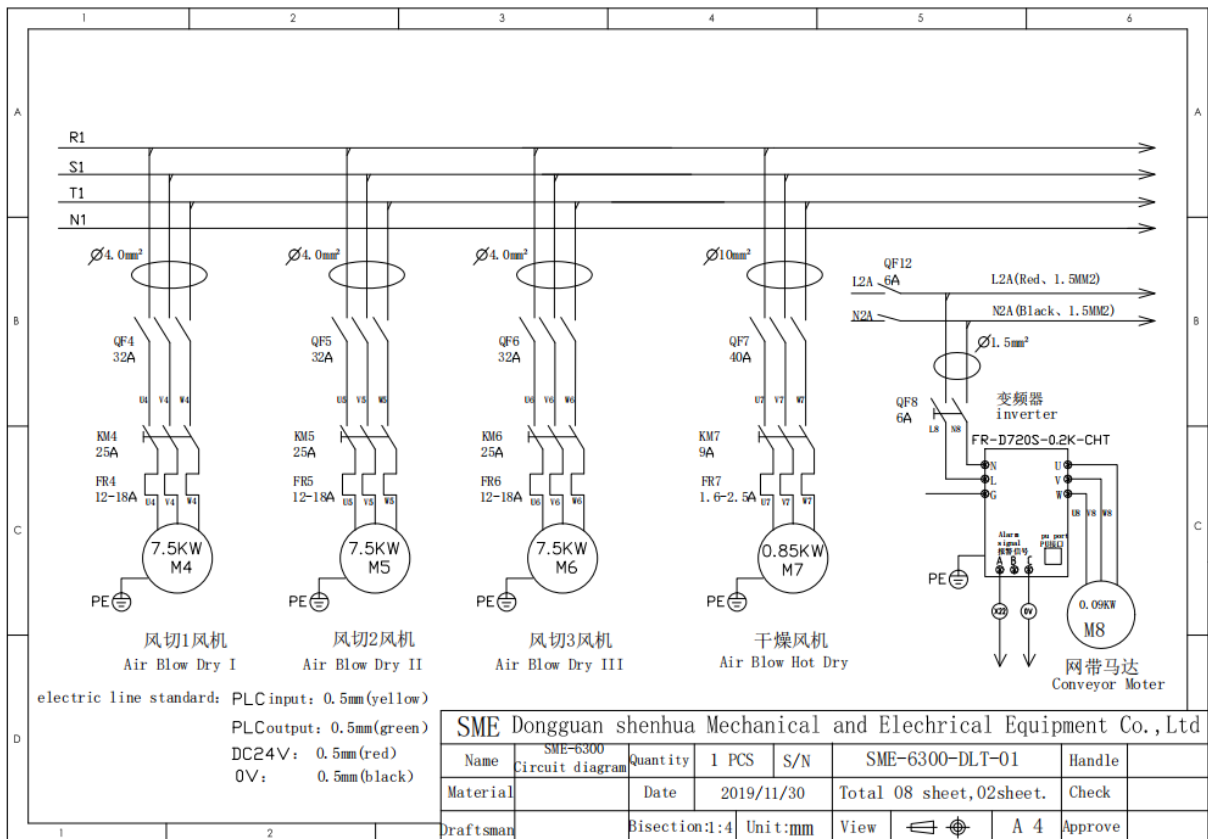 1 2 3 4 5 6
A A
R1
S1
T1
N1
Ø4.0mm² Ø4.0mm² Ø4.0mm² Ø10mm²
QF12
6A
L2A L2A(Red、1.5MM2)
N2A N2A(Black、1.5MM2)
B B
Ø1.5mm²
QF4 QF5 QF6 QF7
32A 32A 32A 40A
U4 V4 W4 U5 V5 W5 U6 V6 W6 U7 V7 W7
QF8
6A
L8 N8
变频器
inverter
FR-D720S-0.2K-CHT
KM4 KM5 KM6 KM7
25A 25A 25A 9A
FR4 FR5 FR6 FR7
12-18A 12-18A 12-18A 1.6-2.5A
U4 V4 W4 U5 V5 W5 U6 V6 W6 U7 V7 W7
N U
L V
G W
U8 V8 W8
C C
Alarm signal
报警信号
pu port
PU接口
A B C
7.5KW 7.5KW 7.5KW 0.85KW
M4 M5 M6 M7
PE PE PE PE PE
X22 0V
0.09KW
M8
风切1风机 风切2风机 风切3风机 干燥风机
Air Blow Dry I Air Blow Dry II Air Blow Dry III Air Blow Hot Dry
网带马达
Conveyor Moter
electric line standard: PLC input: 0.5mm(yellow)
PLC output: 0.5mm(green)
DC24V: 0.5mm(red)
0V: 0.5mm(black)
D D
SME Dongguan shenhua Mechanical and Electrical Equipment Co.,Ltd
Name SME-6300 Circuit diagram Quantity 1 PCS S/N SME-6300-DLT-01 Handle
Material Date 2019/11/30 Total 08 sheet,02sheet. Check
Draftsman Bisection:1:4 Unit:mm View A 4 Approve
1 2